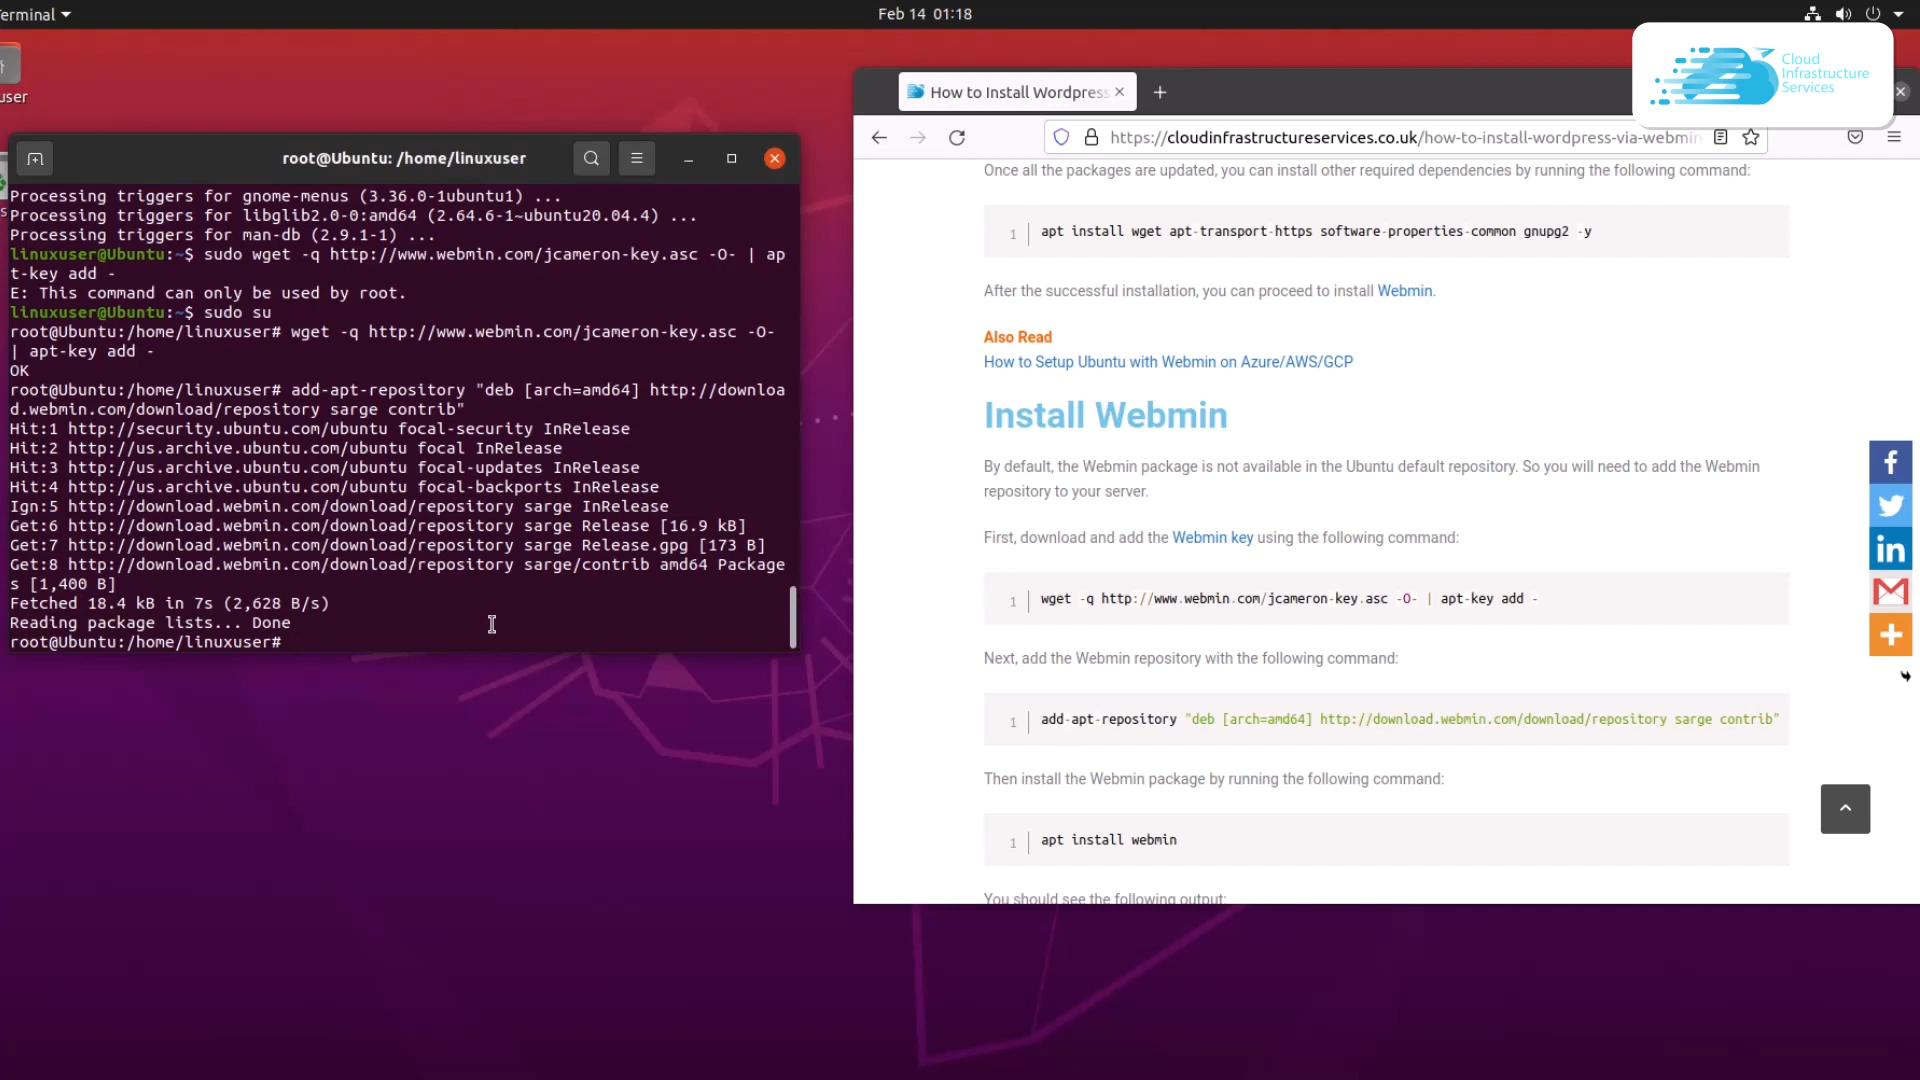 Terminal
Feb 14 01:18
user
root@Ubuntu: /home/linuxuser
Processing triggers for gnome-menus (3.36.0-1ubuntu1) ...
Processing triggers for libglib2.0-0:amd64 (2.64.6-1~ubuntu20.04.4) ...
Processing triggers for man-db (2.9.1-1) ...
linuxuser@Ubuntu:~$ sudo wget -q http://www.webmin.com/jcameron-key.asc -O- | ap
t-key add -
E: This command can only be used by root.
linuxuser@Ubuntu:~$ sudo su
root@Ubuntu:/home/linuxuser# wget -q http://www.webmin.com/jcameron-key.asc -O-
| apt-key add -
OK
root@Ubuntu:/home/linuxuser# add-apt-repository "deb [arch=amd64] http://downloa
d.webmin.com/download/repository sarge contrib"
Hit:1 http://security.ubuntu.com/ubuntu focal-security InRelease
Hit:2 http://us.archive.ubuntu.com/ubuntu focal InRelease
Hit:3 http://us.archive.ubuntu.com/ubuntu focal-updates InRelease
Hit:4 http://us.archive.ubuntu.com/ubuntu focal-backports InRelease
Ign:5 http://download.webmin.com/download/repository sarge InRelease
Get:6 http://download.webmin.com/download/repository sarge Release [16.9 kB]
Get:7 http://download.webmin.com/download/repository sarge Release.gpg [173 B]
Get:8 http://download.webmin.com/download/repository sarge/contrib amd64 Package
s [1,400 B]
Fetched 18.4 kB in 7s (2,628 B/s)
Reading package lists... Done
root@Ubuntu:/home/linuxuser#
How to Install Wordpress
Cloud
Infrastructure
Services
https://cloudinfrastructureservices.co.uk/how-to-install-wordpress-via-webmin
Once all the packages are updated, you can install other required dependencies by running the following command:
1 apt install wget apt-transport-https software-properties-common gnupg2 -y
After the successful installation, you can proceed to install Webmin.
Also Read
How to Setup Ubuntu with Webmin on Azure/AWS/GCP
Install Webmin
By default, the Webmin package is not available in the Ubuntu default repository. So you will need to add the Webmin
repository to your server.
First, download and add the Webmin key using the following command:
1 wget -q http://www.webmin.com/jcameron-key.asc -O- | apt-key add -
Next, add the Webmin repository with the following command:
1 add-apt-repository "deb [arch=amd64] http://download.webmin.com/download/repository sarge contrib"
Then install the Webmin package by running the following command:
1 apt install webmin
You should see the following output: